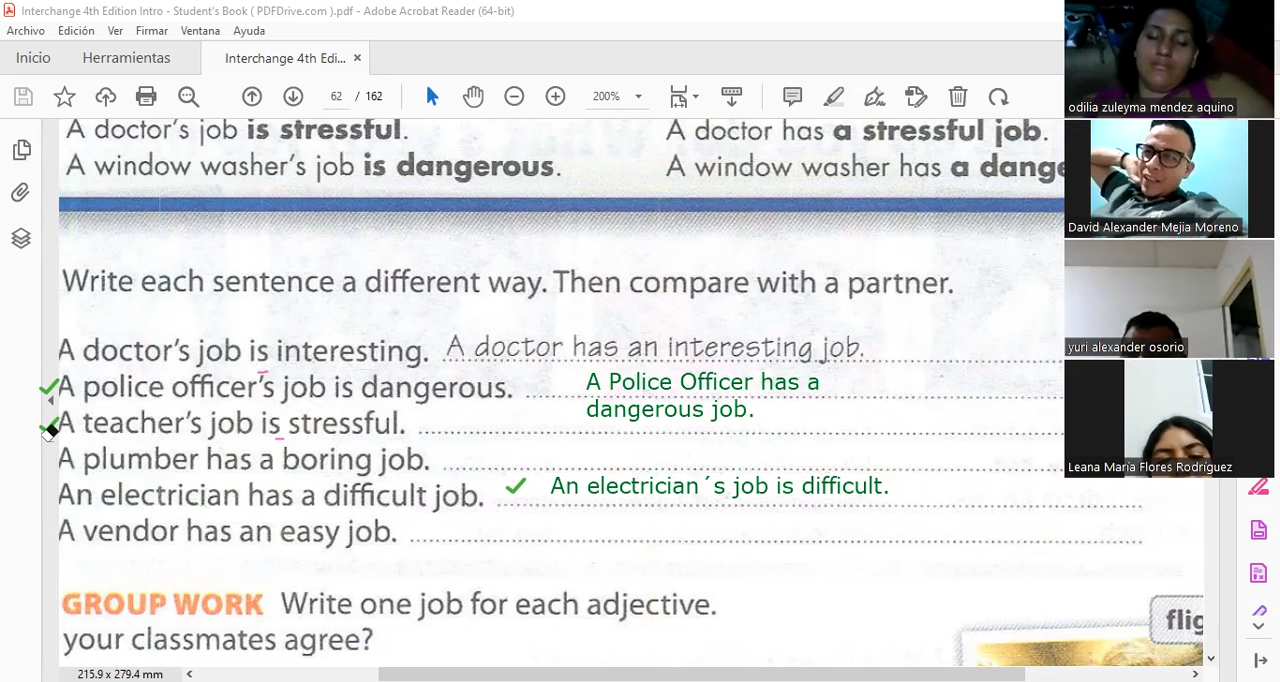 Interchange 4th Edition Intro - Student's Book ( PDFDrive.com ).pdf - Adobe Acrobat Reader (64-bit)
Archivo Edición Ver Firmar Ventana Ayuda
Inicio Herramientas Interchange 4th Edi... ×
62 / 162 200%
A doctor's job is stressful. A doctor has a stressful job.
A window washer's job is dangerous. A window washer has a dange
Write each sentence a different way. Then compare with a partner.
A doctor's job is interesting. A doctor has an interesting job.
A police officer's job is dangerous. A Police Officer has a
dangerous job.
A teacher's job is stressful.
A plumber has a boring job.
An electrician has a difficult job. An electrician´s job is difficult.
A vendor has an easy job.
GROUP WORK Write one job for each adjective.
your classmates agree?
flig
215.9 x 279.4 mm
odilia zuleyma mendez aquino
David Alexander Mejia Moreno
yuri alexander osorio
Leana María Flores Rodríguez